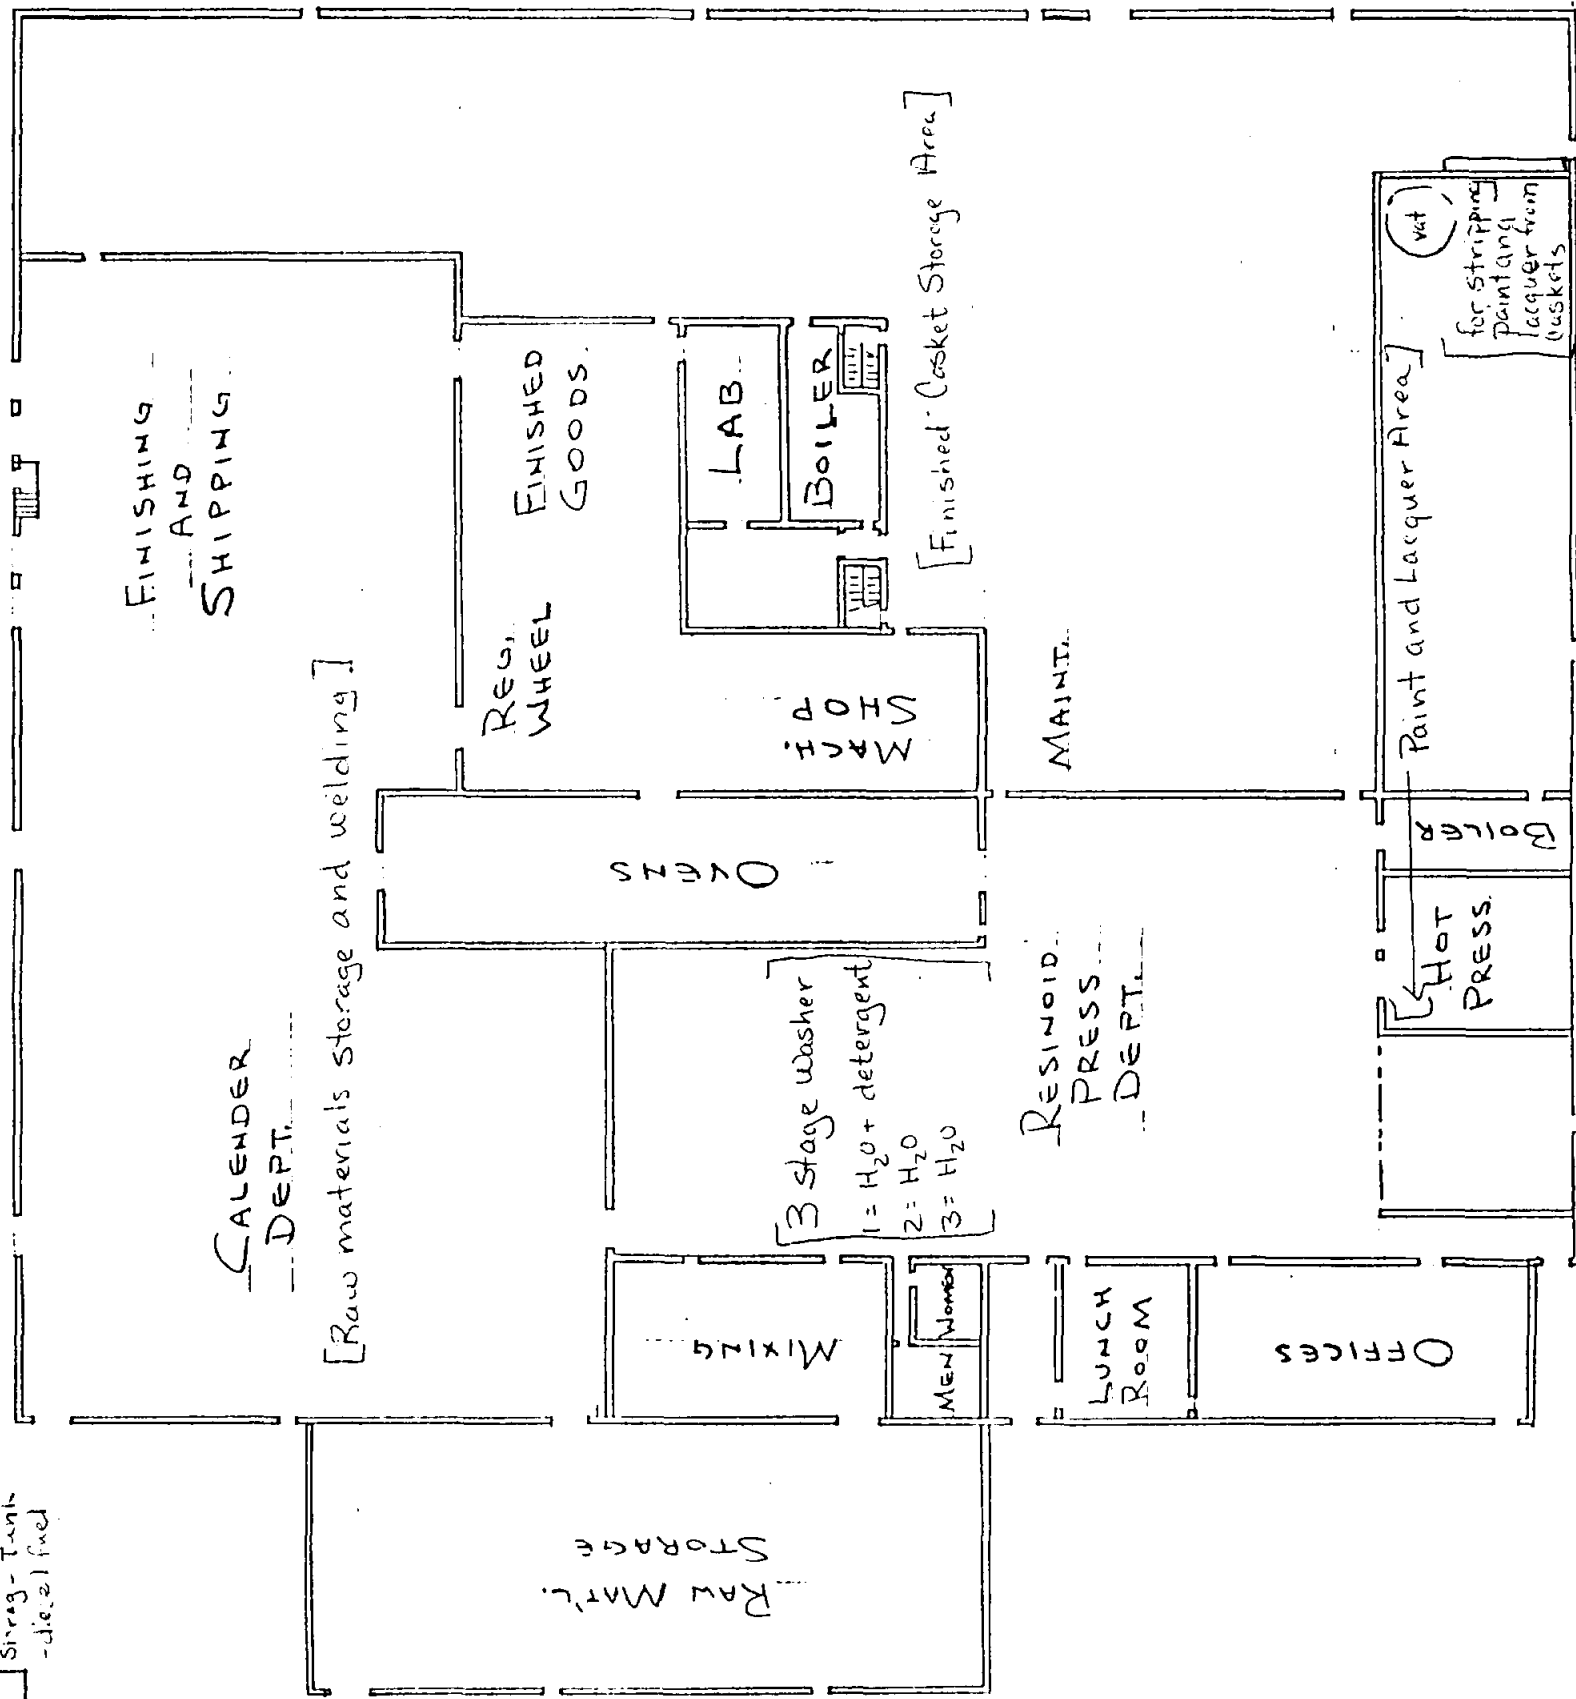 FINISHING
AND
SHIPPING
CALENDER
DEPT.
[Raw materials storage and welding]
REG.
WHEEL
FINISHED
GOODS
LAB
BOILER
MACH.
SHOP
OVENS
[Finished Casket Storage Area]
MAINT.
[3 Stage Washer
1 = H2O + detergent
2 = H2O
3 = H2O]
RESINOID
PRESS
DEPT.
[Paint and Lacquer Area]
vat
[for stripping
paint and
lacquer from
caskets]
BOILER
HOT
PRESS
MIXING
MEN
WOMEN
LUNCH
ROOM
OFFICES
RAW MAT'L.
STORAGE
- diesel fuel